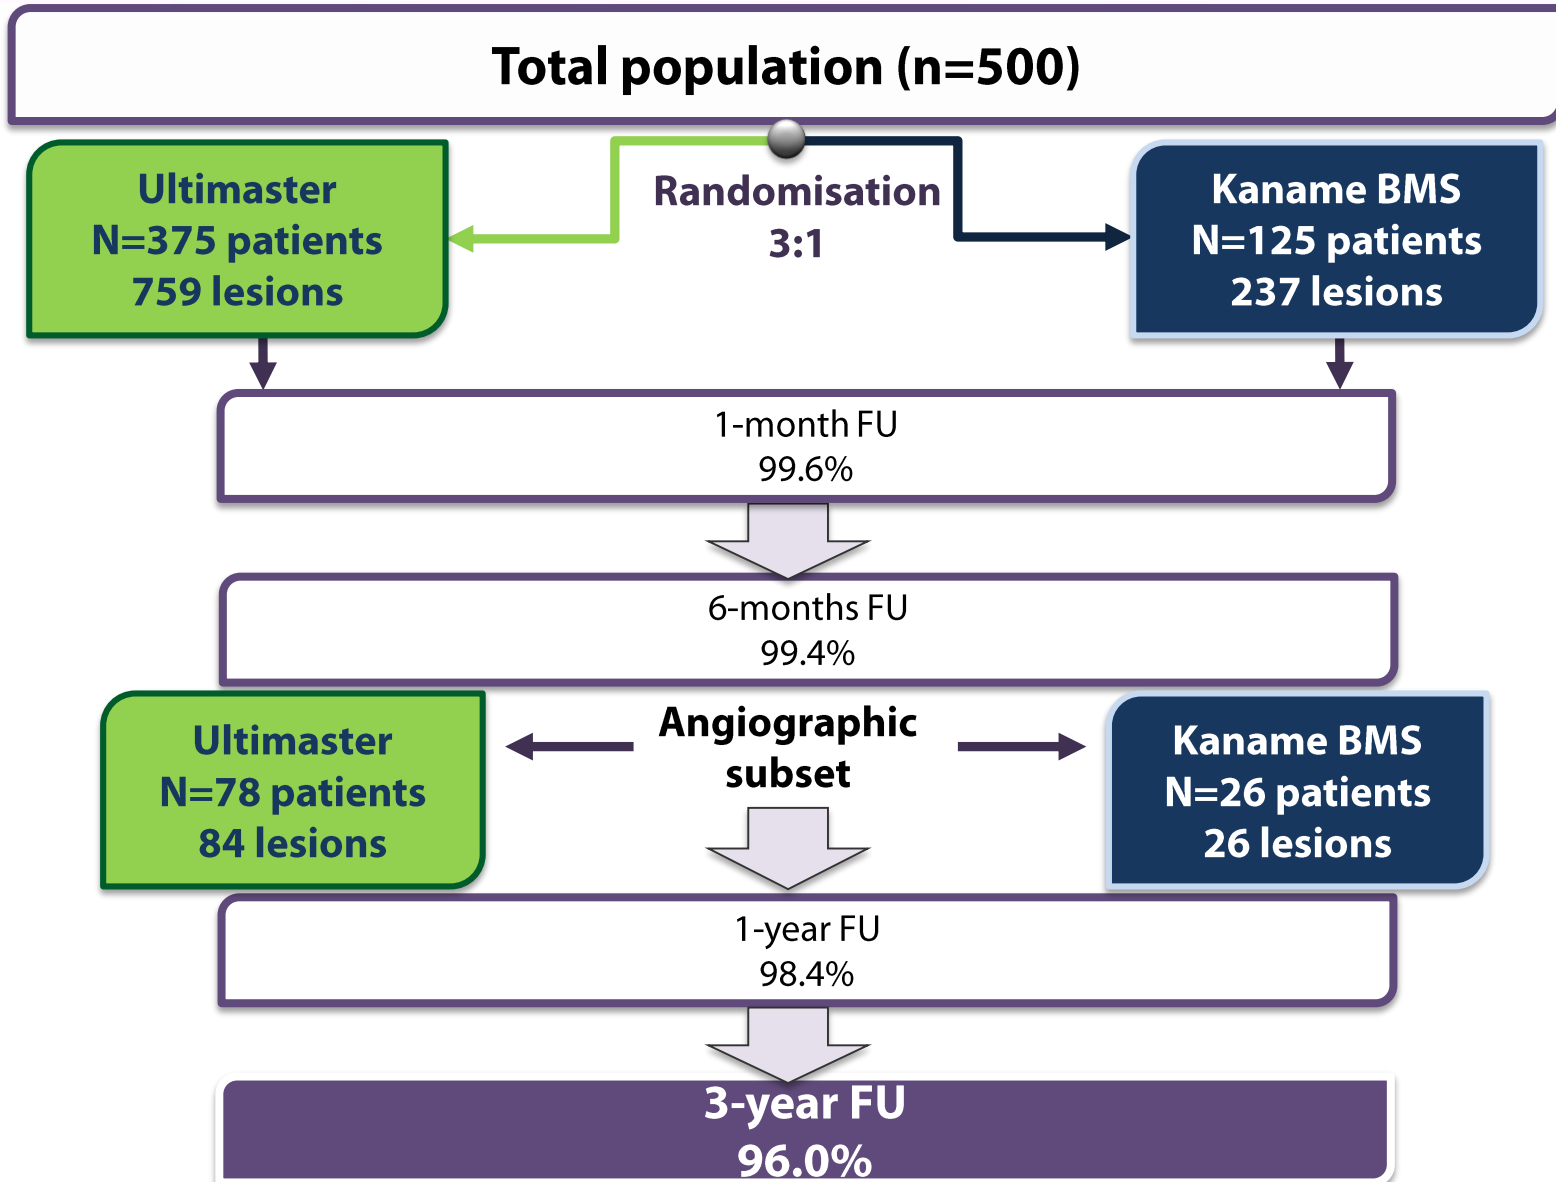 Total population (n=500)
Ultimaster
N=375 patients
759 lesions
Randomisation
3:1
Kaname BMS
N=125 patients
237 lesions
1-month FU
99.6%
6-months FU
99.4%
Ultimaster
N=78 patients
84 lesions
Angiographic
subset
Kaname BMS
N=26 patients
26 lesions
1-year FU
98.4%
3-year FU
96.0%